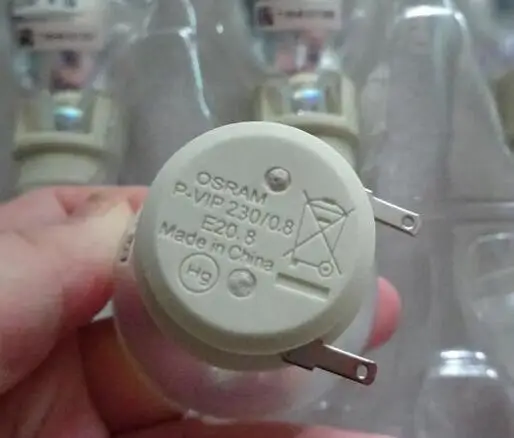 OSRAM
P-VIP 230/0.8
E20.8
Made in China
Hg